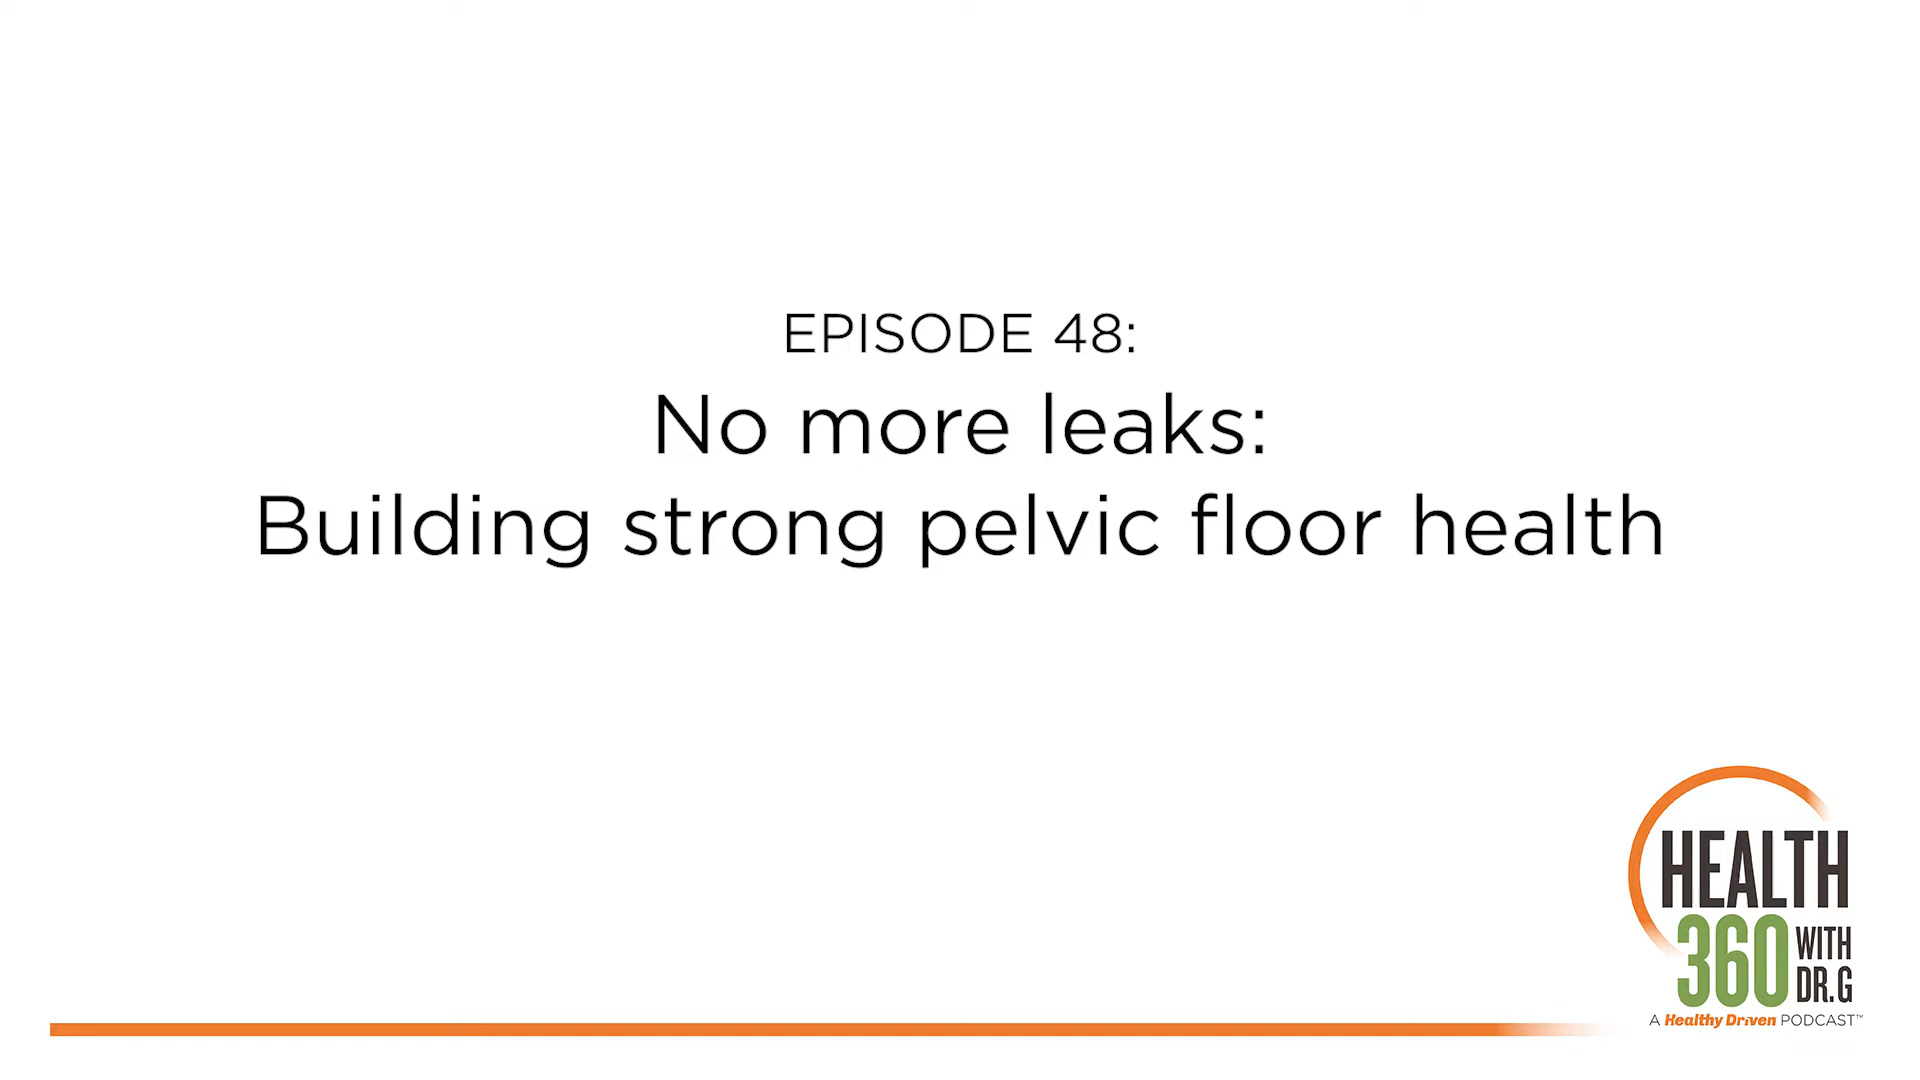 EPISODE 48:
No more leaks:
Building strong pelvic floor health
HEALTH
360 WITH
DR.G
A Healthy Driven PODCAST™